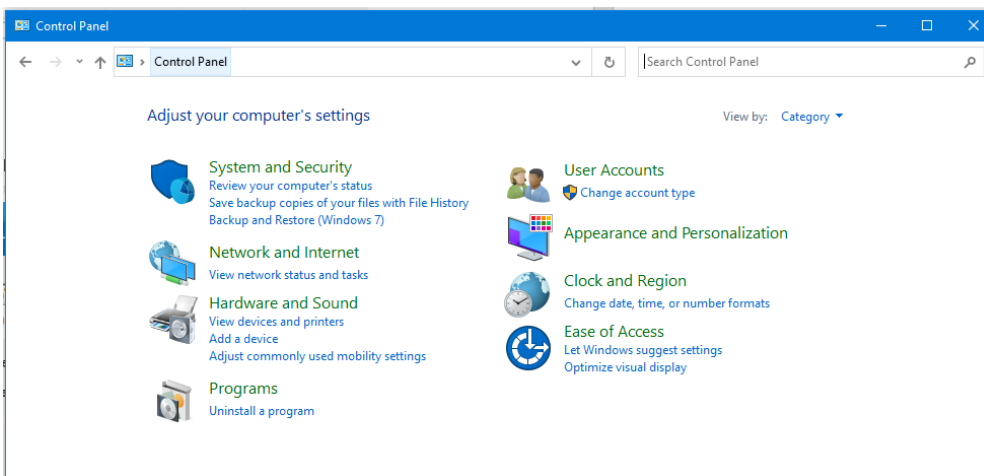 Control Panel
Control Panel
Search Control Panel
Adjust your computer's settings
View by: Category
System and Security
Review your computer's status
Save backup copies of your files with File History
Backup and Restore (Windows 7)
Network and Internet
View network status and tasks
Hardware and Sound
View devices and printers
Add a device
Adjust commonly used mobility settings
Programs
Uninstall a program
User Accounts
Change account type
Appearance and Personalization
Clock and Region
Change date, time, or number formats
Ease of Access
Let Windows suggest settings
Optimize visual display